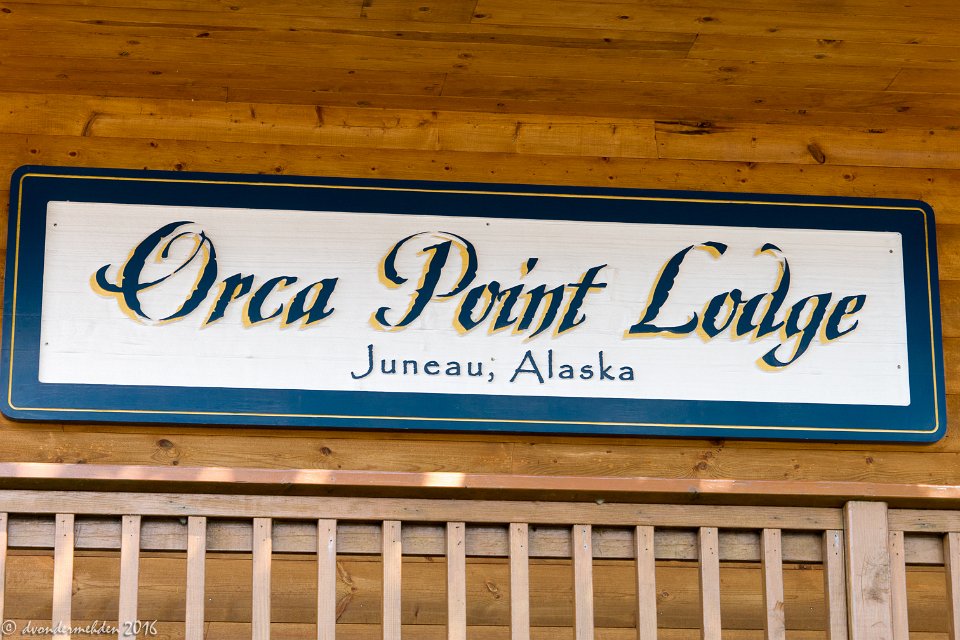 Orca Point Lodge
Juneau, Alaska
© dvondermehden 2016